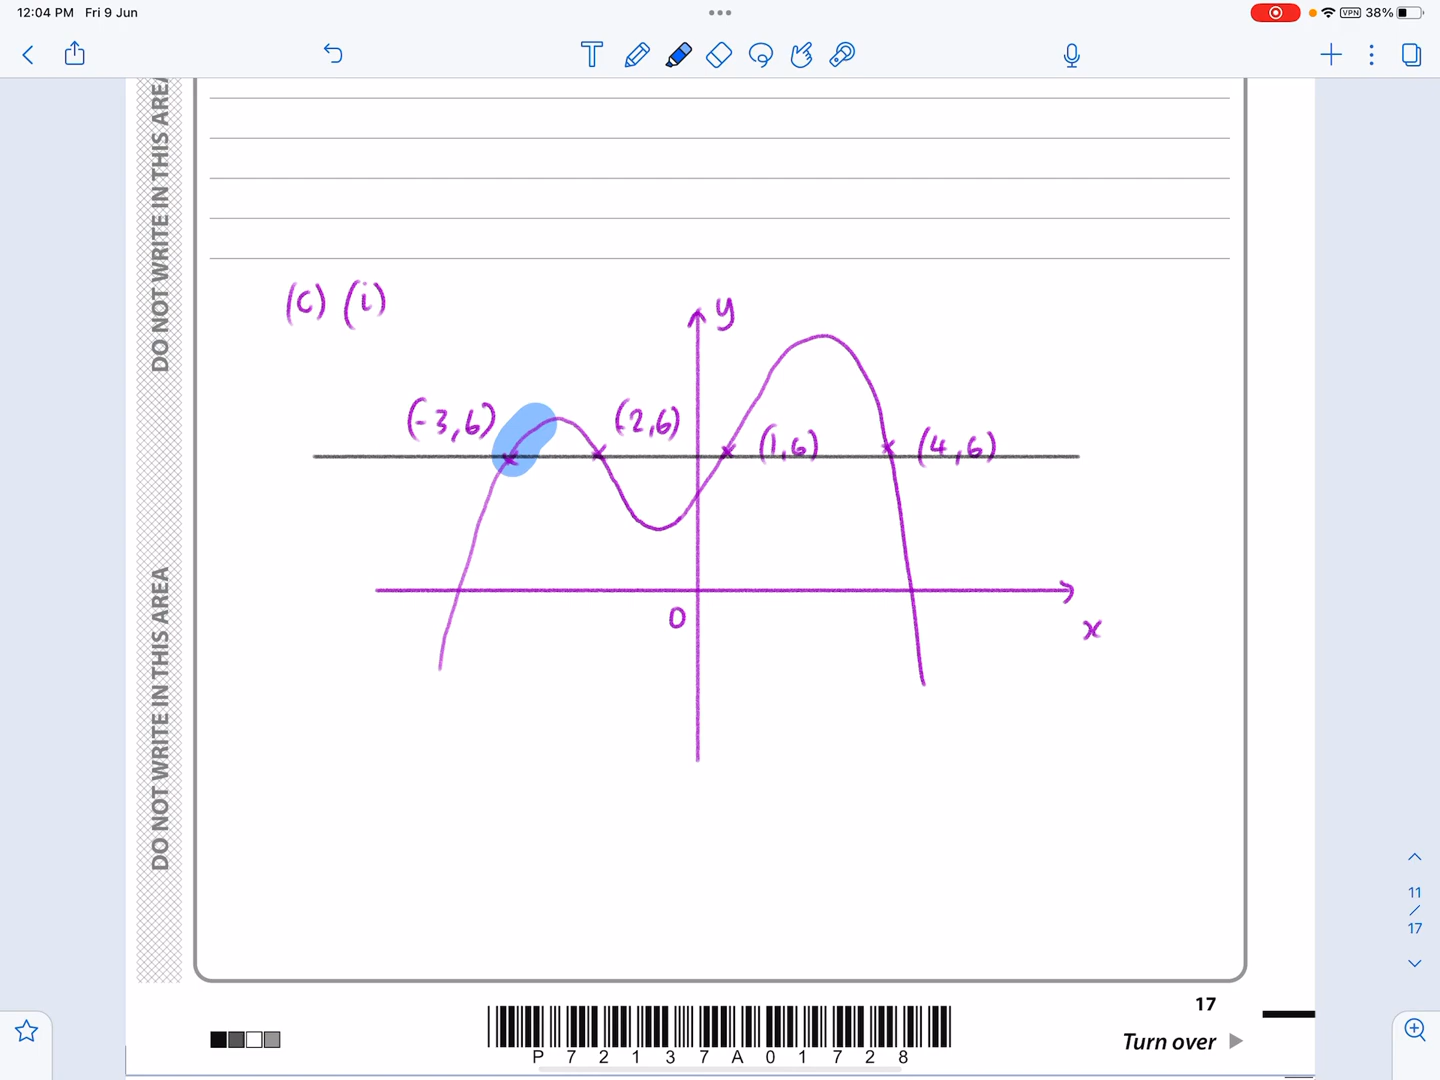 12:04 PM Fri 9 Jun
VPN 38%
T
DO NOT WRITE IN THIS AREA
DO NOT WRITE IN THIS AREA
(c) (i)
y
(-3,6)
(-2,6)
(1,6)
(4,6)
0
x
11
/
17
17
Turn over
P 7 2 1 3 7 A 0 1 7 2 8